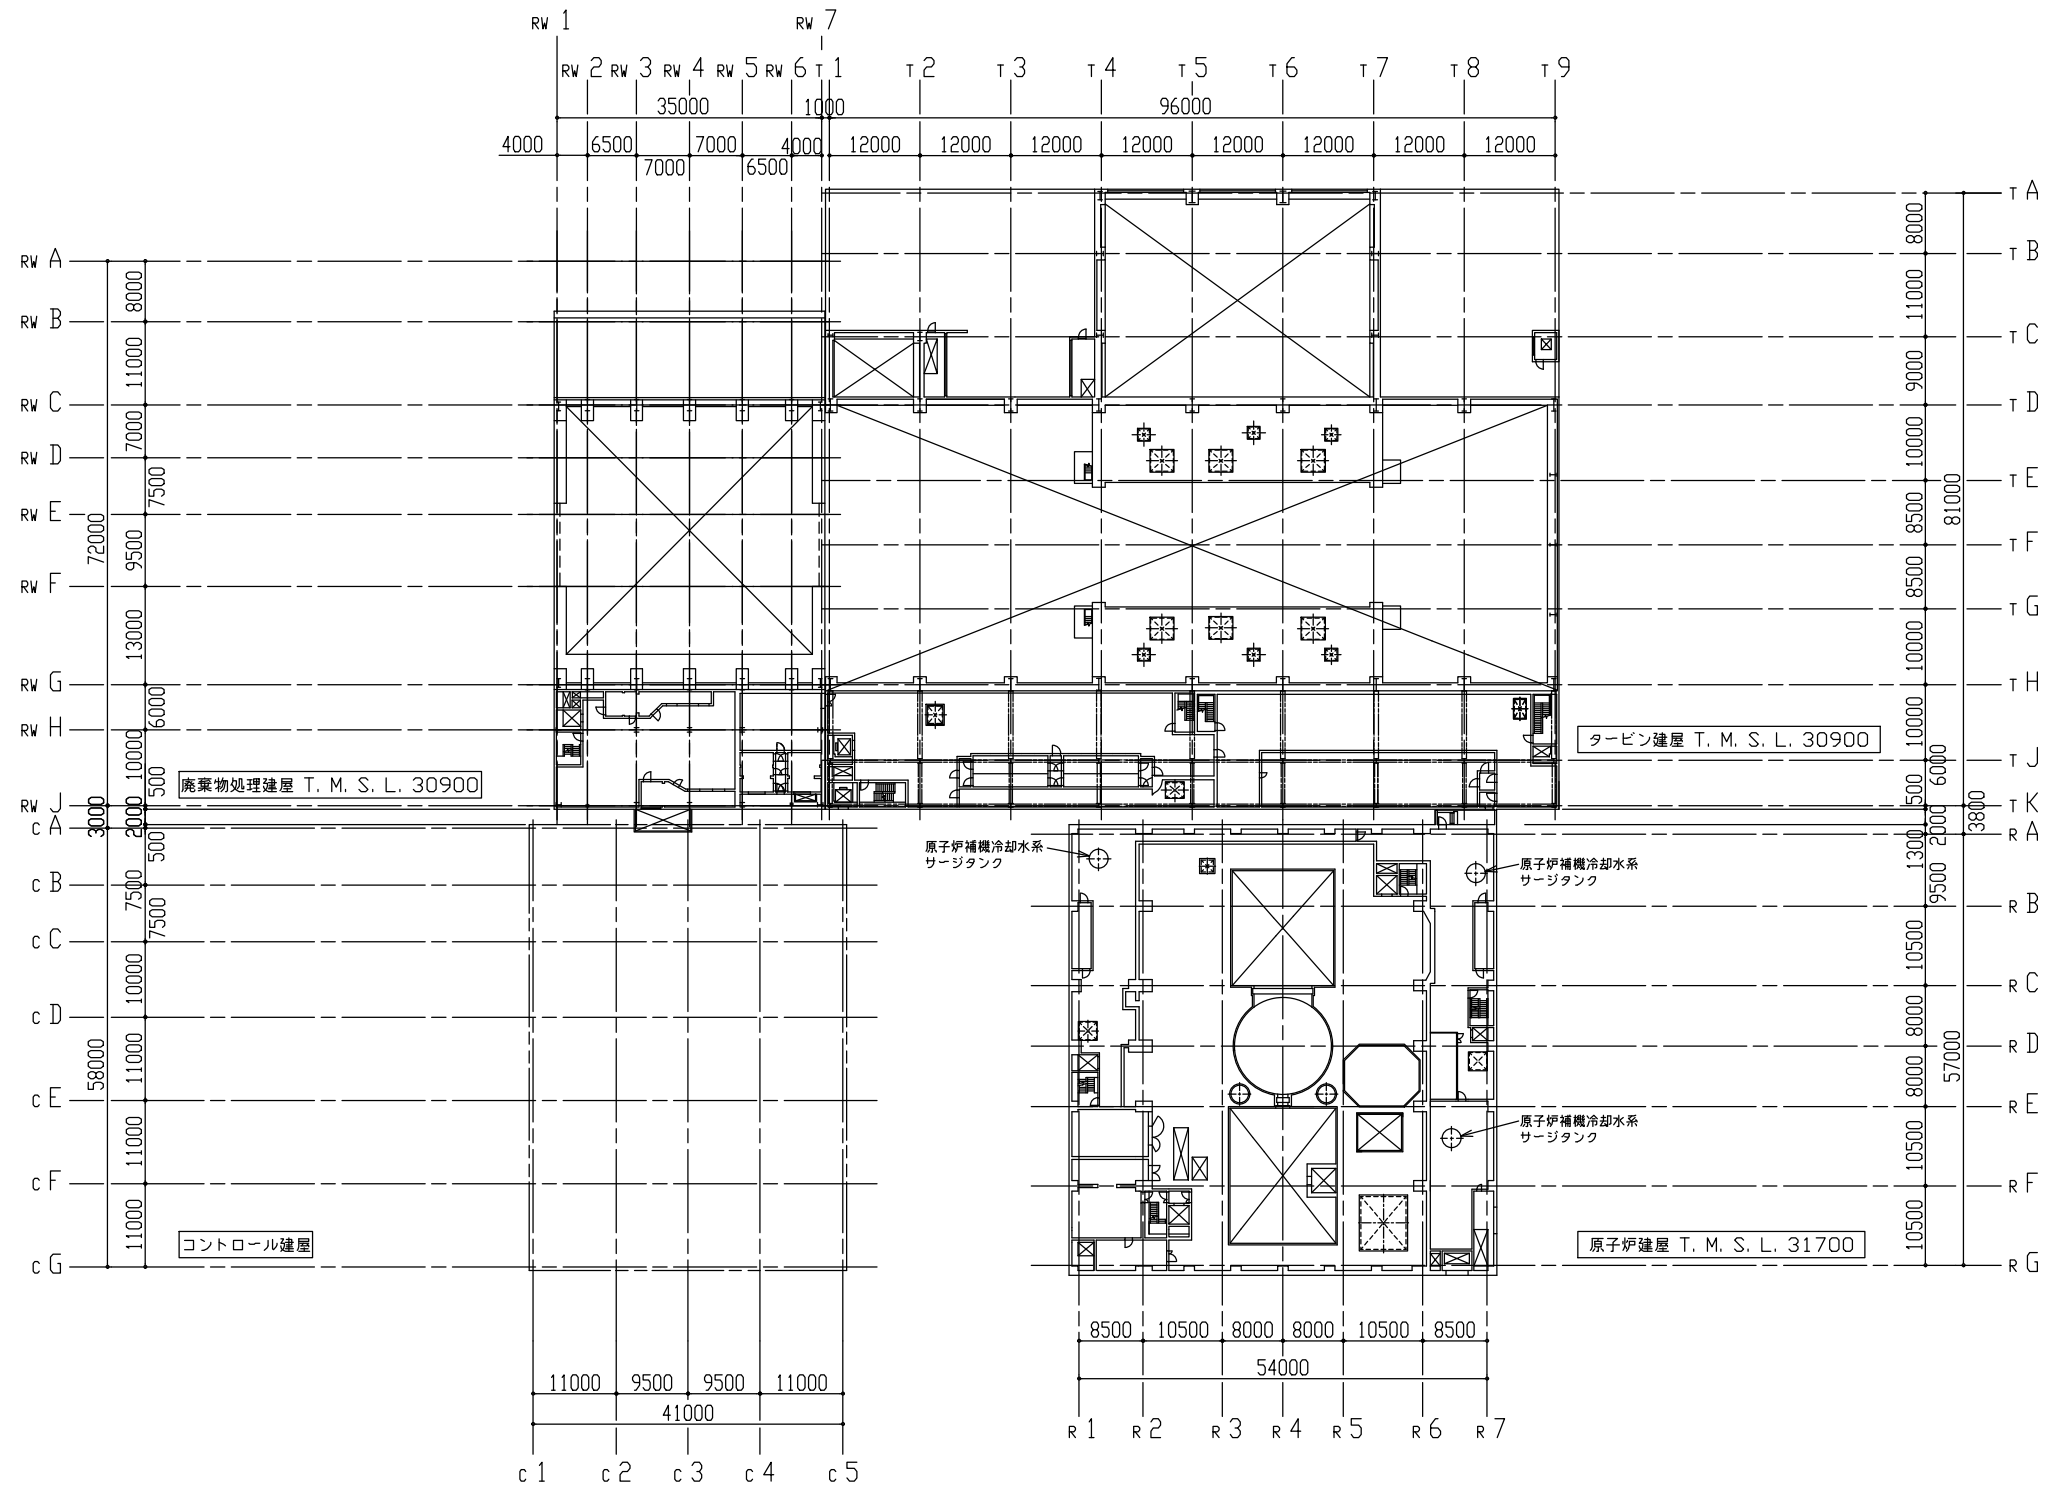 RW 1
RW 7
RW 2 RW 3 RW 4 RW 5 RW 6 T 1 T 2 T 3 T 4 T 5 T 6 T 7 T 8 T 9
35000 1000 96000
4000 6500 7000 4000 12000 12000 12000 12000 12000 12000 12000 12000
7000 6500
RW A
RW B
RW C
RW D
RW E
RW F
RW G
RW H
RW J
8000
11000
7000
7500
9500
13000
6000
10000
500
72000
3000
2000
T A
T B
T C
T D
T E
T F
T G
T H
T J
T K
8000
11000
9000
10000
8500
8500
10000
10000
6000
500
81000
3800
2000
1300
タービン建屋 T. M. S. L. 30900
廃棄物処理建屋 T. M. S. L. 30900
C A
C B
C C
C D
C E
C F
C G
500
7500
7500
10000
11000
11000
11000
58000
原子炉補機冷却水系
サージタンク
原子炉補機冷却水系
サージタンク
原子炉補機冷却水系
サージタンク
R A
R B
R C
R D
R E
R F
R G
9500
10500
8000
8000
10500
10500
57000
コントロール建屋
原子炉建屋 T. M. S. L. 31700
8500 10500 8000 8000 10500 8500
54000
R 1 R 2 R 3 R 4 R 5 R 6 R 7
11000 9500 9500 11000
41000
C 1 C 2 C 3 C 4 C 5